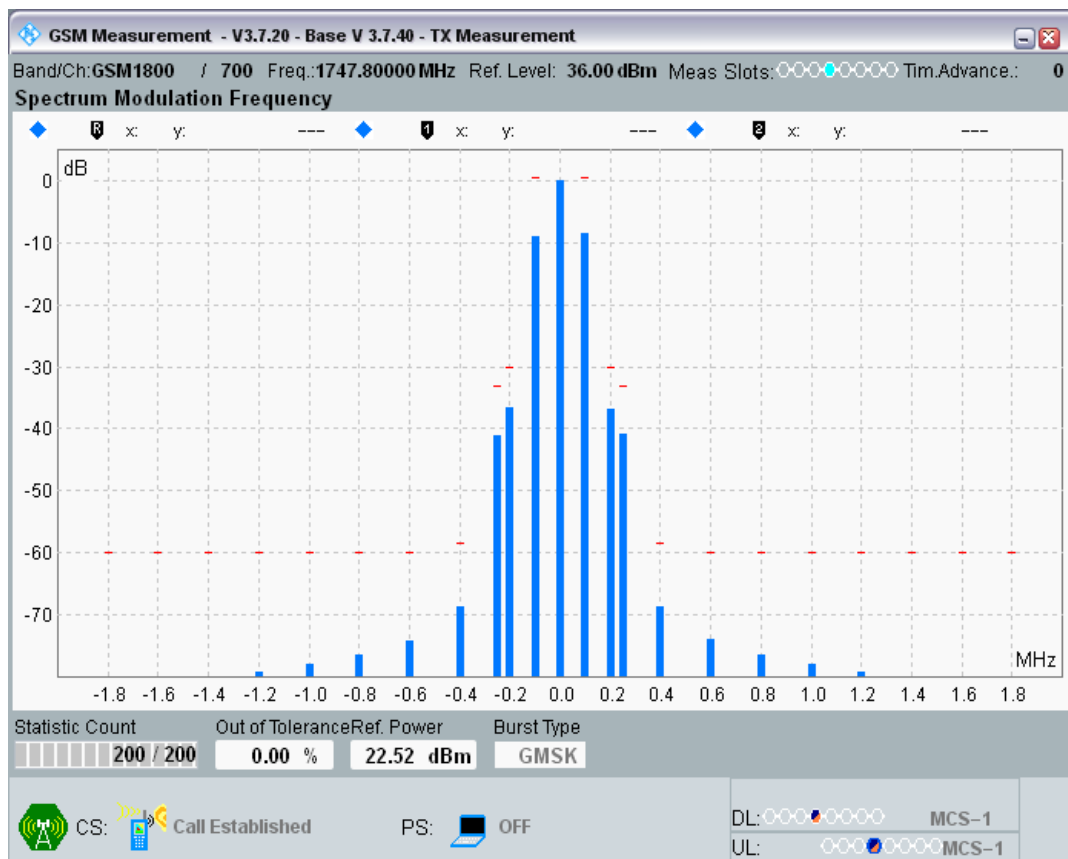 GSM Measurement - V3.7.20 - Base V 3.7.40 - TX Measurement
Band/Ch:GSM1800 / 700 Freq.:1747.80000 MHz Ref. Level: 36.00 dBm Meas Slots: Tim.Advance.: 0
Spectrum Modulation Frequency
R x: y: --- 1 x: y: --- 2 x: y: ---
dB
0
-10
-20
-30
-40
-50
-60
-70
MHz
-1.8 -1.6 -1.4 -1.2 -1.0 -0.8 -0.6 -0.4 -0.2 0.0 0.2 0.4 0.6 0.8 1.0 1.2 1.4 1.6 1.8
Statistic Count Out of Tolerance Ref. Power Burst Type
200 / 200 0.00 % 22.52 dBm GMSK
CS: Call Established PS: OFF
DL: MCS-1
UL: MCS-1